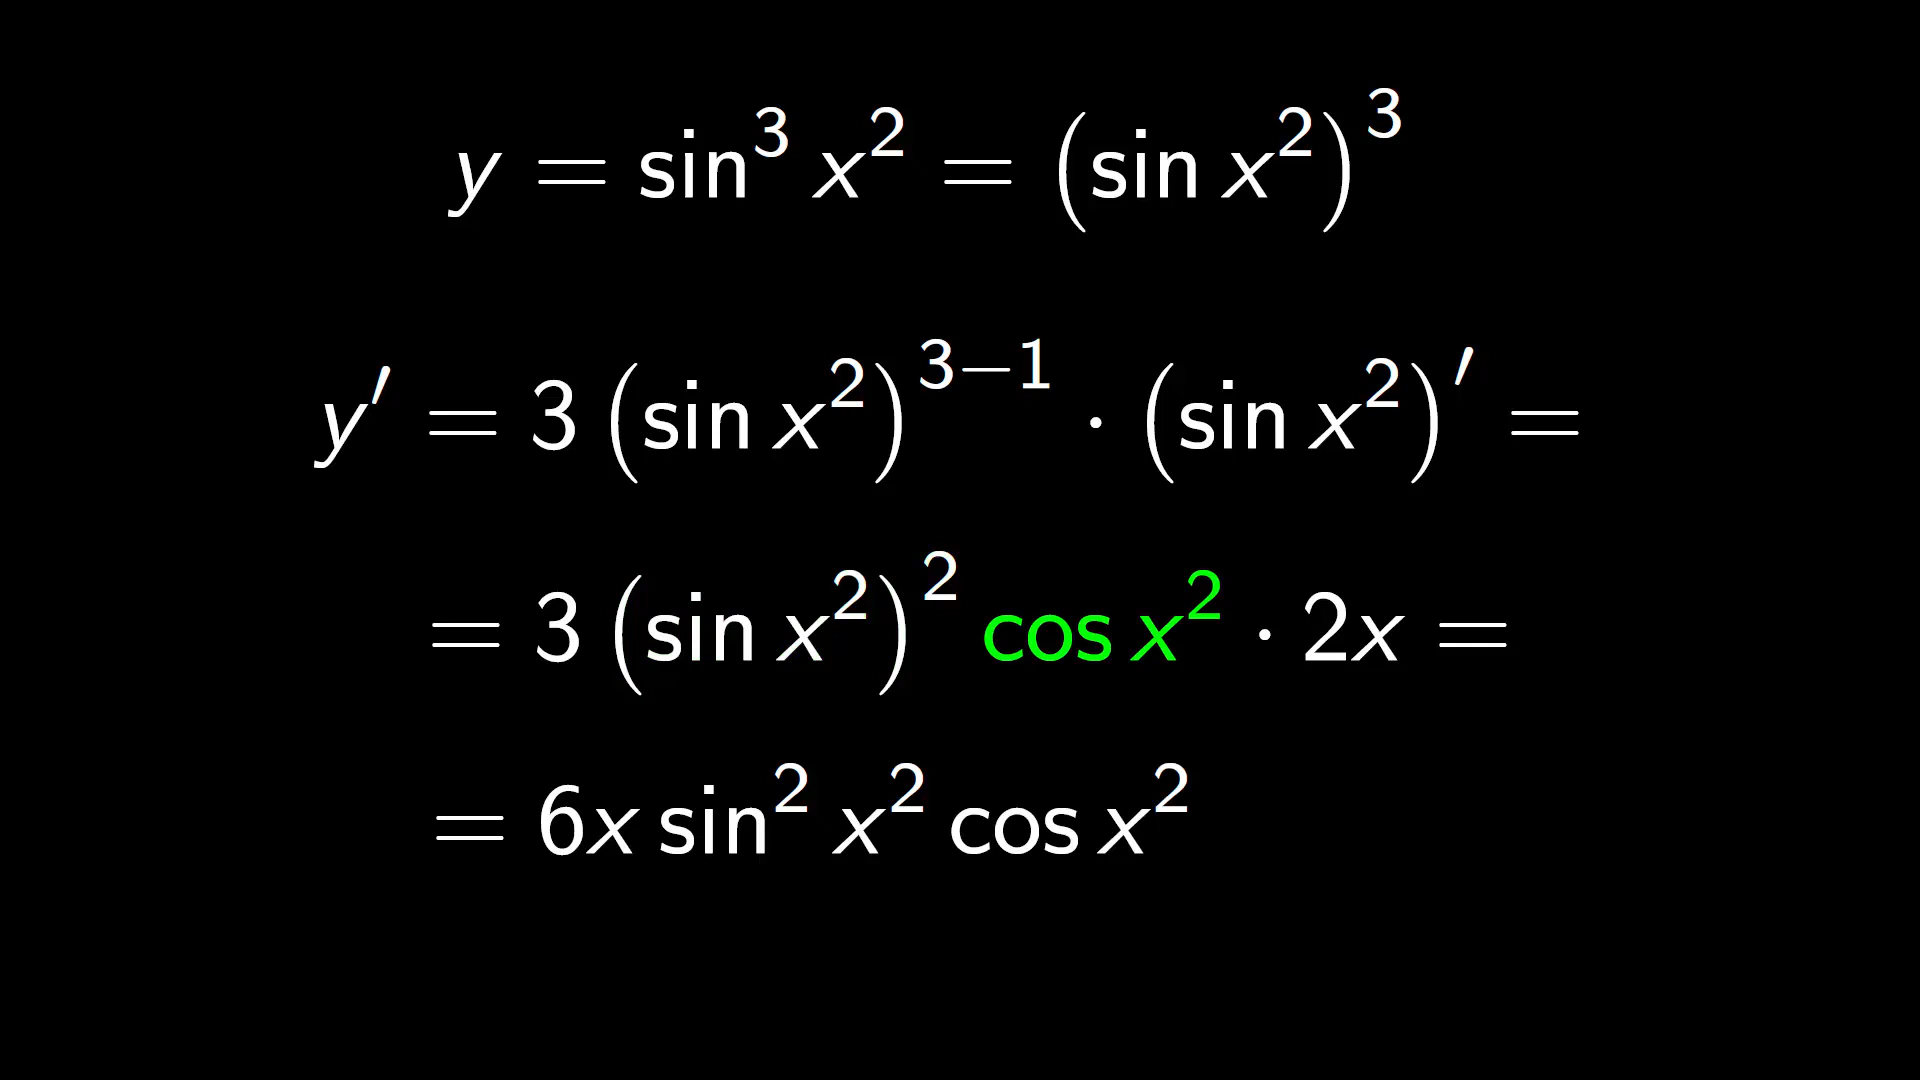 y = sin³ x² = (sin x²)³
y′ = 3 (sin x²)³⁻¹ · (sin x²)′ =
= 3 (sin x²)² cos x² · 2x =
= 6x sin² x² cos x²